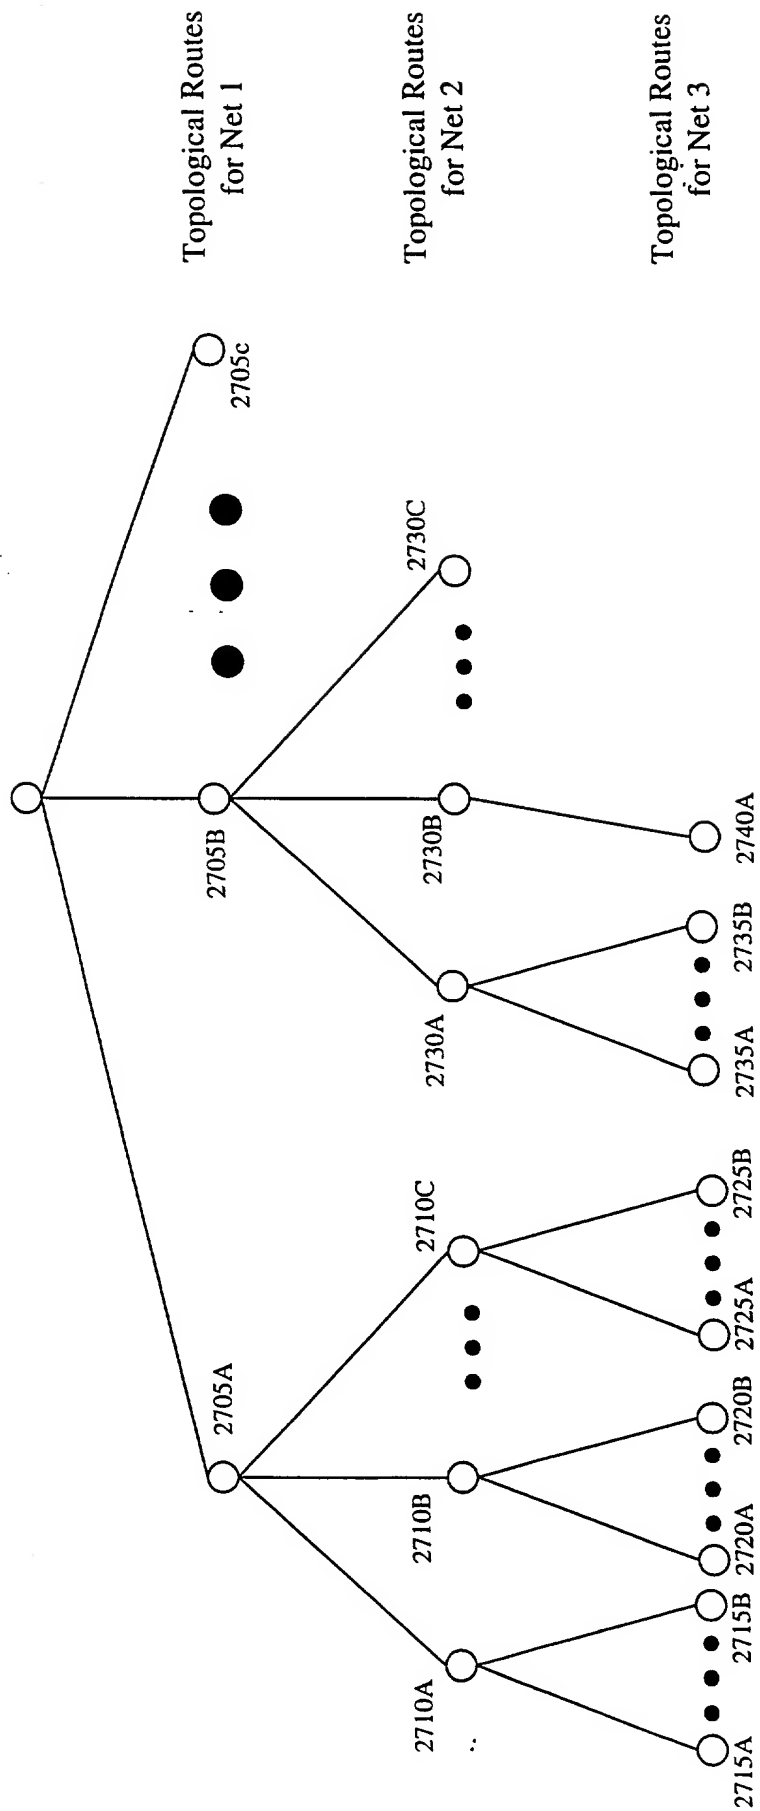 Topological Routes
for Net 1
2705A
2705B
2705c
Topological Routes
for Net 2
2710A
2710B
2710C
2730A
2730B
2730C
Topological Routes
for Net 3
2715A
2715B
2720A
2720B
2725A
2725B
2735A
2735B
2740A